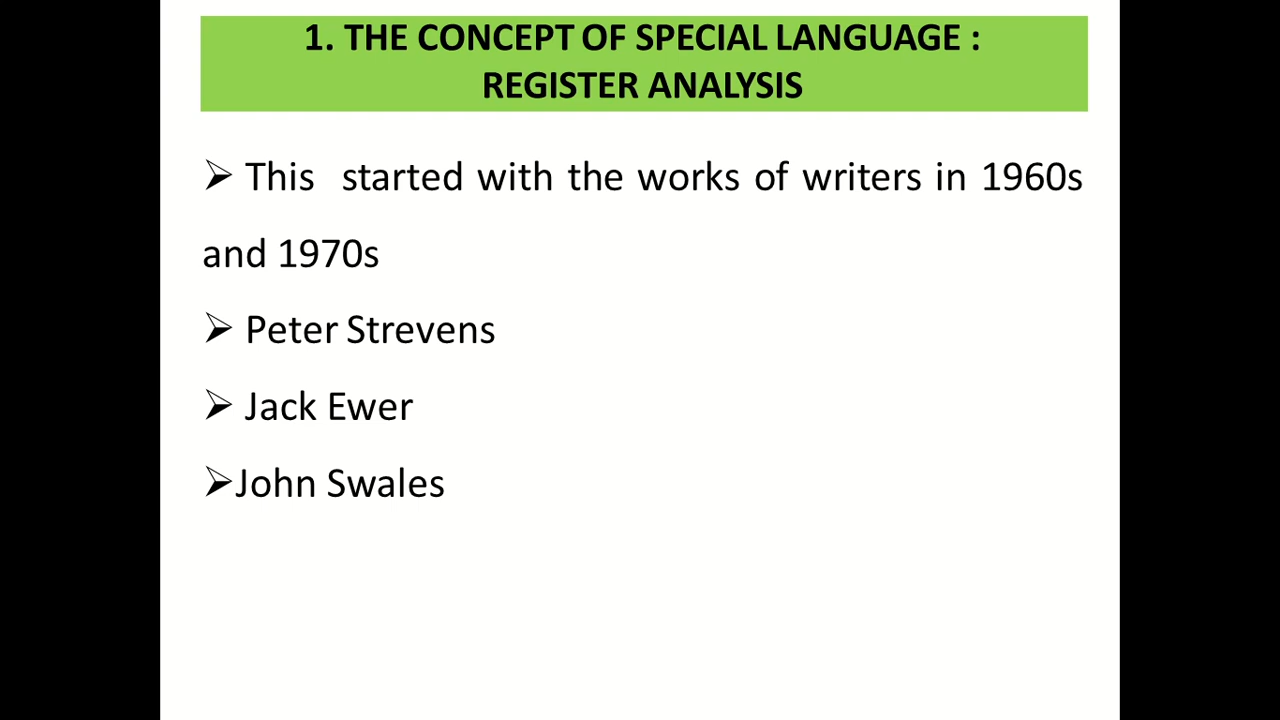 1. THE CONCEPT OF SPECIAL LANGUAGE :
REGISTER ANALYSIS
➢ This started with the works of writers in 1960s
and 1970s
➢ Peter Strevens
➢ Jack Ewer
➢John Swales